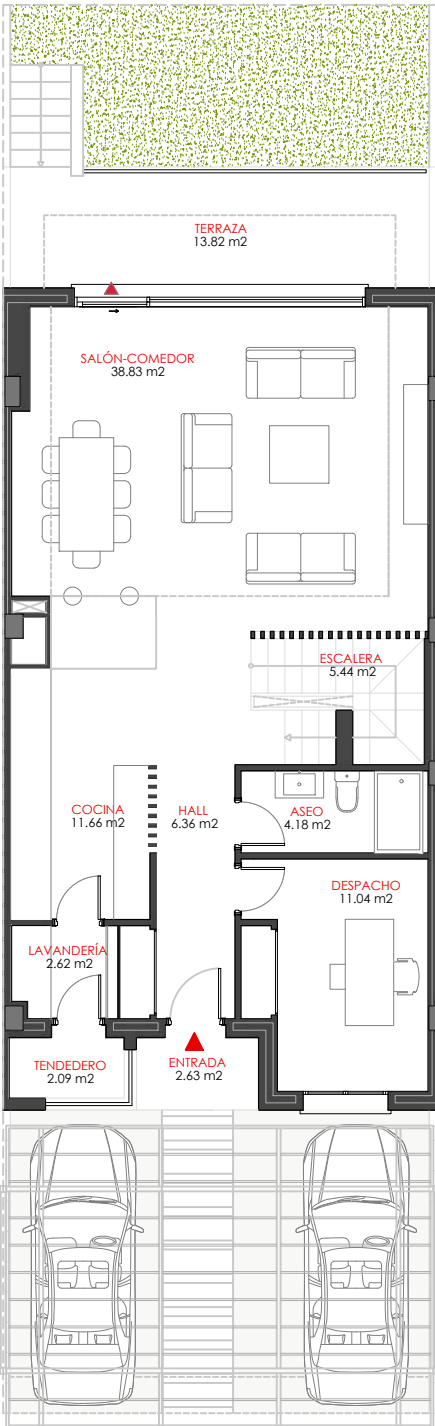 TERRAZA
13.82 m2
SALÓN-COMEDOR
38.83 m2
ESCALERA
5.44 m2
COCINA
11.66 m2
HALL
6.36 m2
ASEO
4.18 m2
DESPACHO
11.04 m2
LAVANDERÍA
2.62 m2
TENDEDERO
2.09 m2
ENTRADA
2.63 m2